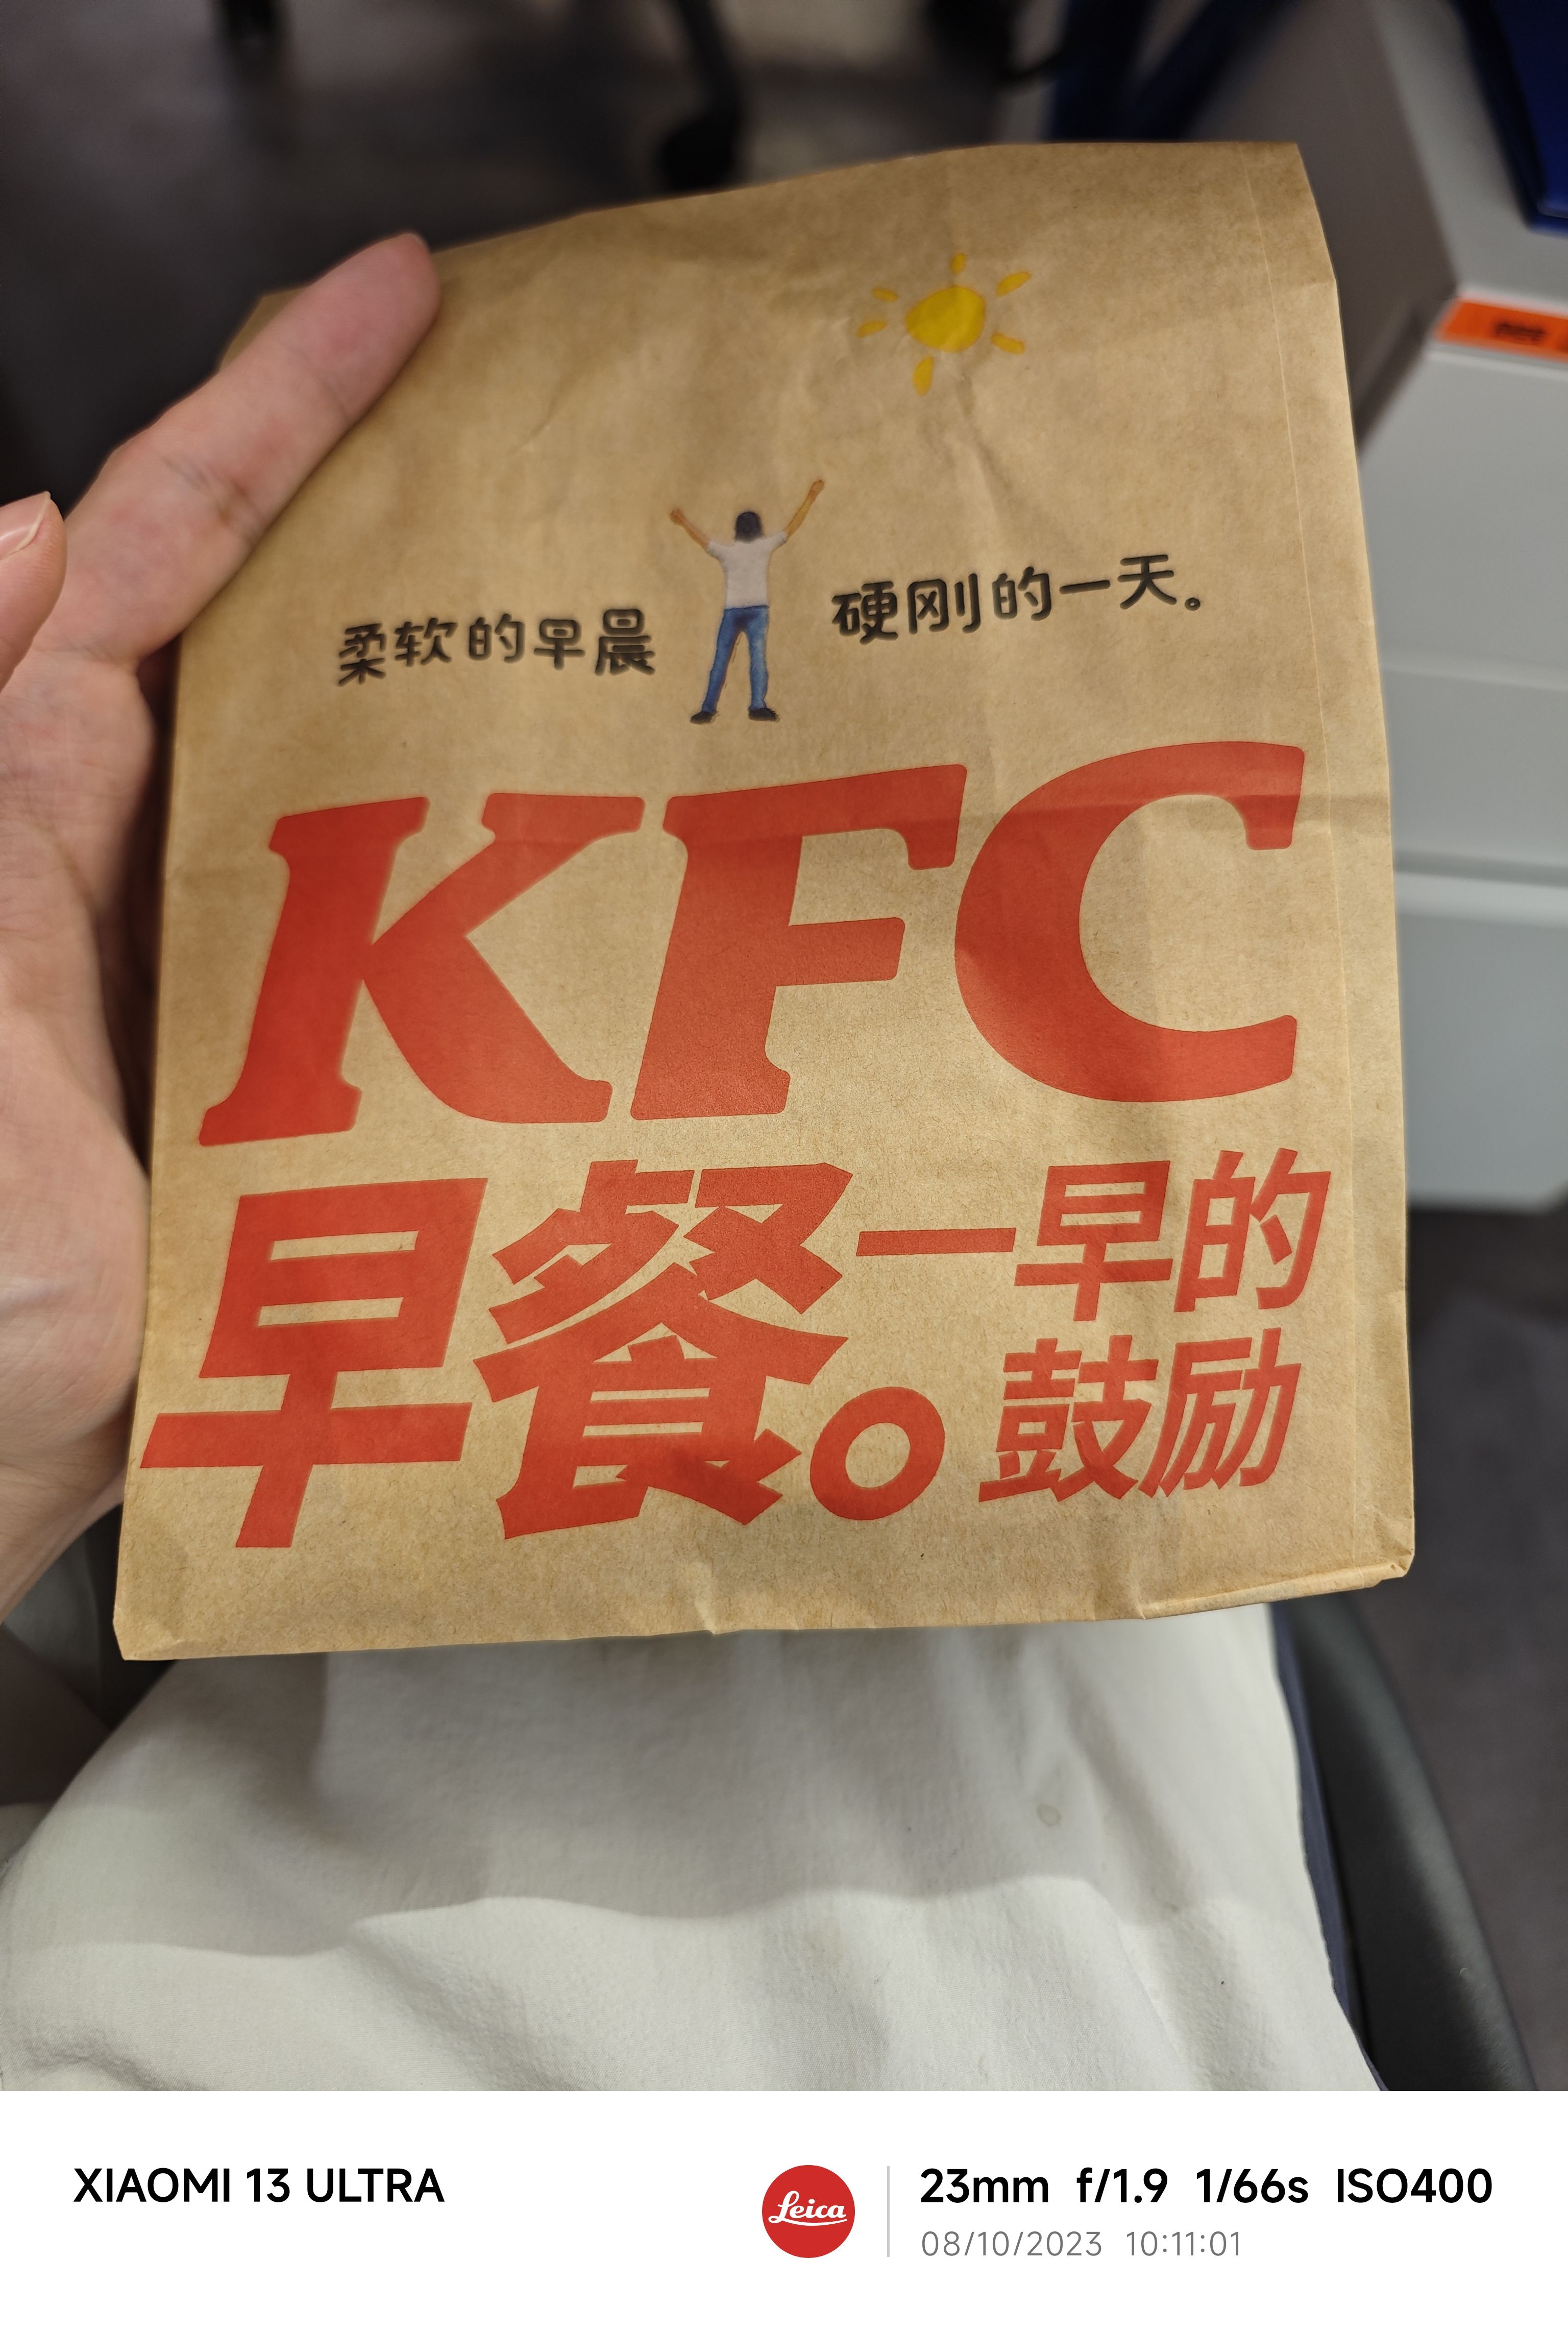 柔软的早晨 硬刚的一天。
KFC
早餐。一早的
鼓励
XIAOMI 13 ULTRA
Leica
23mm f/1.9 1/66s ISO400
08/10/2023 10:11:01